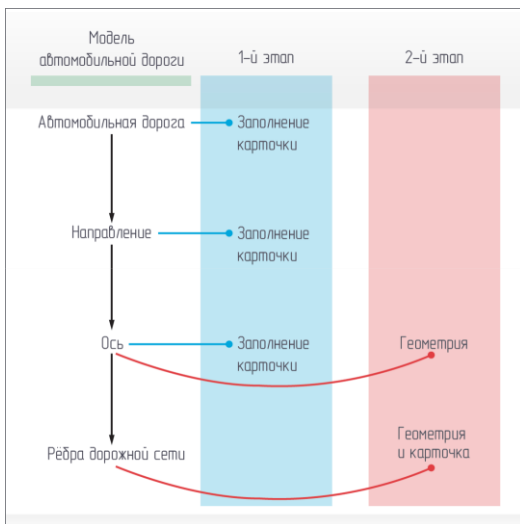 Модель
автомобильной дороги
1-й этап
2-й этап
Автомобильная дорога
Заполнение
карточки
Направление
Заполнение
карточки
Ось
Заполнение
карточки
Геометрия
Рёбра дорожной сети
Геометрия
и карточка